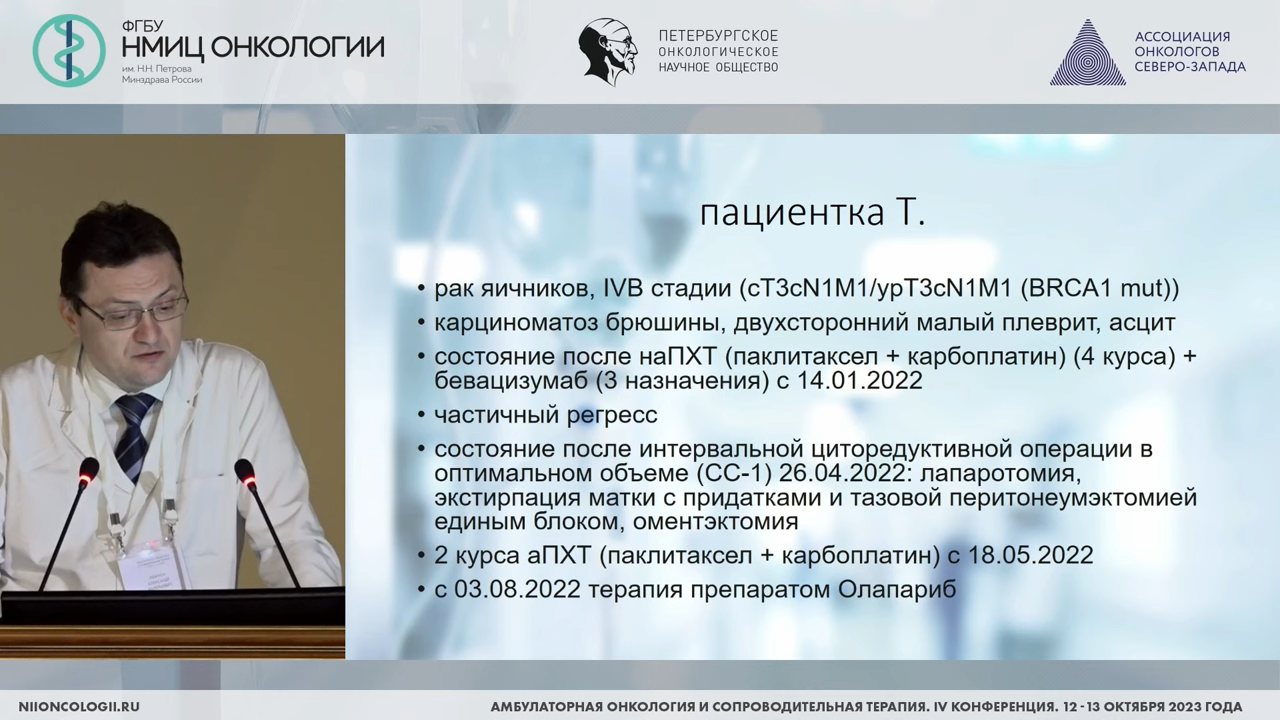 ФГБУ
НМИЦ ОНКОЛОГИИ
им. Н.Н. Петрова
Минздрава России
ПЕТЕРБУРГСКОЕ
ОНКОЛОГИЧЕСКОЕ
НАУЧНОЕ ОБЩЕСТВО
АССОЦИАЦИЯ
ОНКОЛОГОВ
СЕВЕРО-ЗАПАДА
пациентка Т.
• рак яичников, IVB стадии (cT3cN1M1/ypT3cN1M1 (BRCA1 mut))
• карциноматоз брюшины, двухсторонний малый плеврит, асцит
• состояние после наПХТ (паклитаксел + карбоплатин) (4 курса) +
бевацизумаб (3 назначения) с 14.01.2022
• частичный регресс
• состояние после интервальной циторедуктивной операции в
оптимальном объеме (СС-1) 26.04.2022: лапаротомия,
экстирпация матки с придатками и тазовой перитонеумэктомией
единым блоком, оментэктомия
• 2 курса аПХТ (паклитаксел + карбоплатин) с 18.05.2022
• с 03.08.2022 терапия препаратом Олапариб
NIIONCOLOGII.RU
АМБУЛАТОРНАЯ ОНКОЛОГИЯ И СОПРОВОДИТЕЛЬНАЯ ТЕРАПИЯ. IV КОНФЕРЕНЦИЯ. 12 - 13 ОКТЯБРЯ 2023 ГОДА